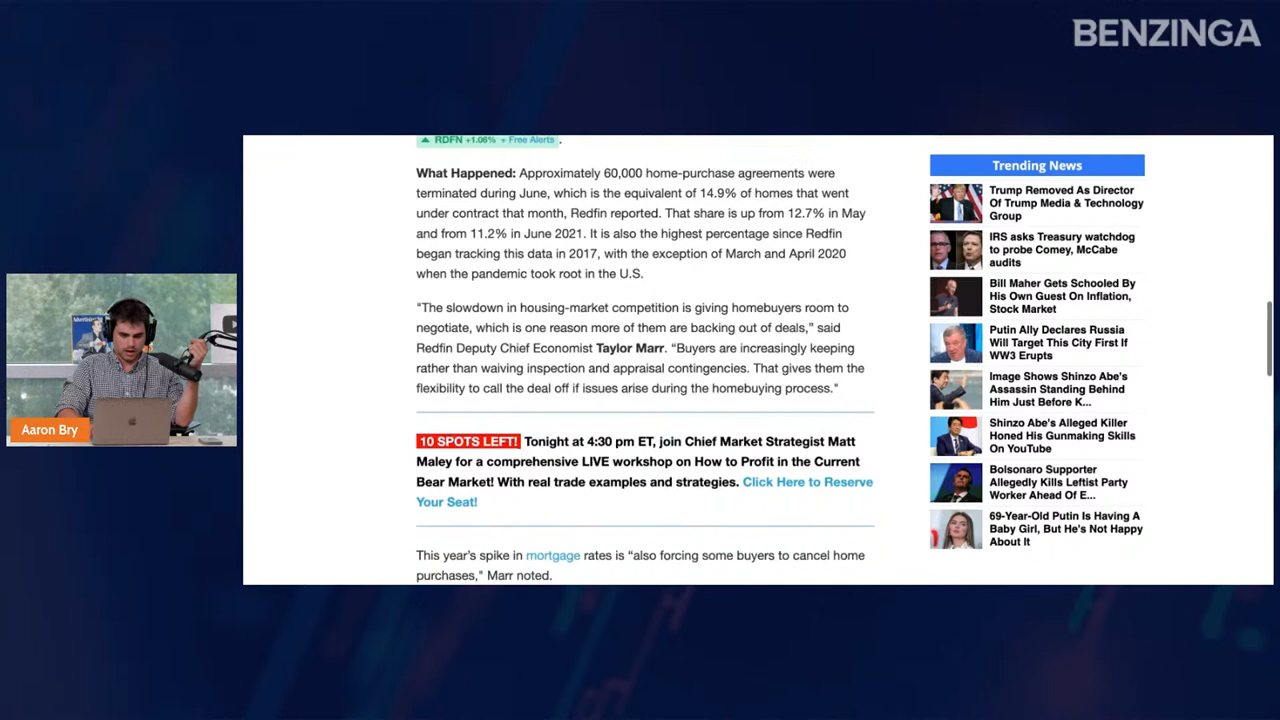 BENZINGA
RDFN +1.06% + Free Alerts .
What Happened: Approximately 60,000 home-purchase agreements were
terminated during June, which is the equivalent of 14.9% of homes that went
under contract that month, Redfin reported. That share is up from 12.7% in May
and from 11.2% in June 2021. It is also the highest percentage since Redfin
began tracking this data in 2017, with the exception of March and April 2020
when the pandemic took root in the U.S.
"The slowdown in housing-market competition is giving homebuyers room to
negotiate, which is one reason more of them are backing out of deals,” said
Redfin Deputy Chief Economist Taylor Marr. “Buyers are increasingly keeping
rather than waiving inspection and appraisal contingencies. That gives them the
flexibility to call the deal off if issues arise during the homebuying process."
10 SPOTS LEFT! Tonight at 4:30 pm ET, join Chief Market Strategist Matt
Maley for a comprehensive LIVE workshop on How to Profit in the Current
Bear Market! With real trade examples and strategies. Click Here to Reserve
Your Seat!
This year’s spike in mortgage rates is “also forcing some buyers to cancel home
purchases," Marr noted.
Trending News
Trump Removed As Director
Of Trump Media & Technology
Group
IRS asks Treasury watchdog
to probe Comey, McCabe
audits
Bill Maher Gets Schooled By
His Own Guest On Inflation,
Stock Market
Putin Ally Declares Russia
Will Target This City First If
WW3 Erupts
Image Shows Shinzo Abe's
Assassin Standing Behind
Him Just Before K...
Shinzo Abe's Alleged Killer
Honed His Gunmaking Skills
On YouTube
Bolsonaro Supporter
Allegedly Kills Leftist Party
Worker Ahead Of E...
69-Year-Old Putin Is Having A
Baby Girl, But He's Not Happy
About It
Aaron Bry